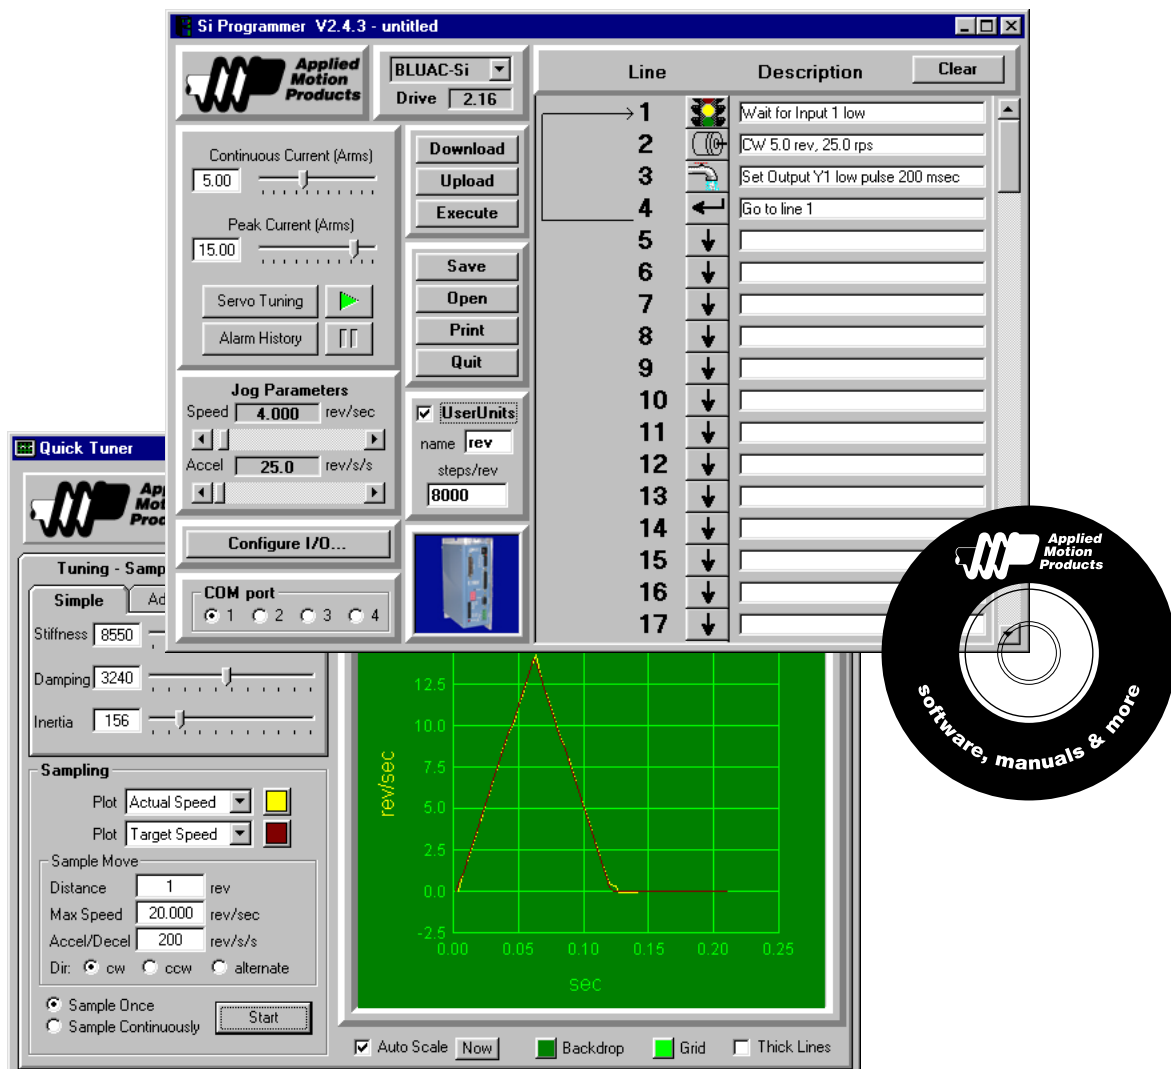 Si Programmer V2.4.3 - untitled
Applied
Motion
Products
BLUAC-Si
Drive 2.16
Line Description Clear
Continuous Current (Arms)
5.00
Peak Current (Arms)
15.00
Servo Tuning
Alarm History
Jog Parameters
Speed 4.000 rev/sec
Accel 25.0 rev/s/s
Configure I/O...
COM port
1 2 3 4
Download
Upload
Execute
Save
Open
Print
Quit
UserUnits
name rev
steps/rev
8000
1 Wait for Input 1 low
2 CW 5.0 rev, 25.0 rps
3 Set Output Y1 low pulse 200 msec
4 Go to line 1
5
6
7
8
9
10
11
12
13
14
15
16
17
Quick Tuner
Tuning - Samp
Simple Ad
Stiffness 8550
Damping 3240
Inertia 156
Sampling
Plot Actual Speed
Plot Target Speed
Sample Move
Distance 1 rev
Max Speed 20.000 rev/sec
Accel/Decel 200 rev/s/s
Dir: cw ccw alternate
Sample Once
Sample Continuously
Start
rev/sec
12.5
10.0
7.5
5.0
2.5
0.0
-2.5
0.00 0.05 0.10 0.15 0.20 0.25
sec
Auto Scale Now Backdrop Grid Thick Lines
Applied
Motion
Products
software, manuals & more